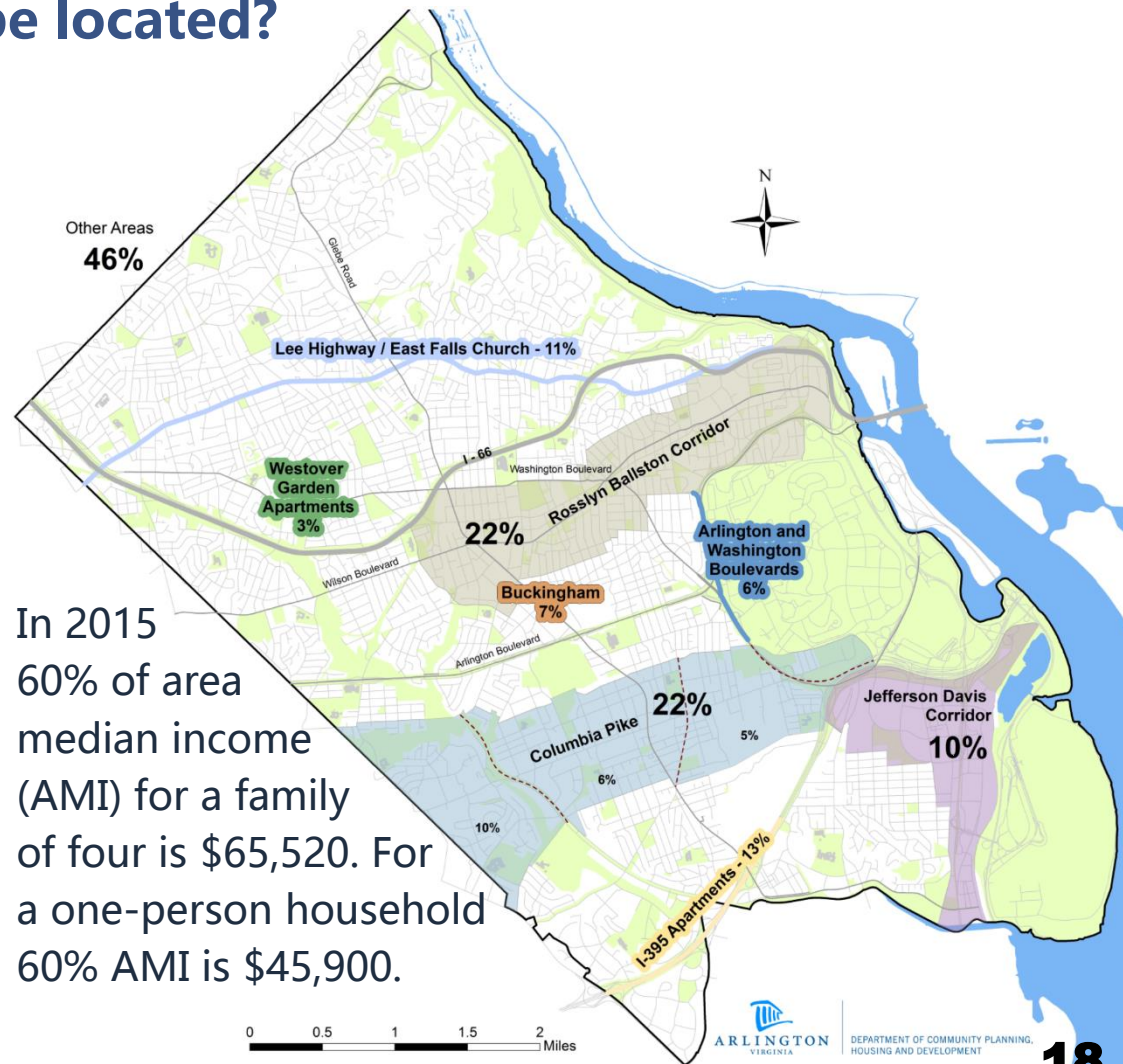 be located?
N
Other Areas
46%
Glebe Road
Lee Highway / East Falls Church - 11%
I - 66
Washington Boulevard
Rosslyn Ballston Corridor
22%
Westover
Garden
Apartments
3%
Wilson Boulevard
Arlington and
Washington
Boulevards
6%
Buckingham
7%
Arlington Boulevard
Columbia Pike
22%
5%
6%
10%
Jefferson Davis
Corridor
10%
I-395 Apartments - 13%
In 2015
60% of area
median income
(AMI) for a family
of four is $65,520. For
a one-person household
60% AMI is $45,900.
0 0.5 1 1.5 2
Miles
ARLINGTON
VIRGINIA
DEPARTMENT OF COMMUNITY PLANNING,
HOUSING AND DEVELOPMENT
18